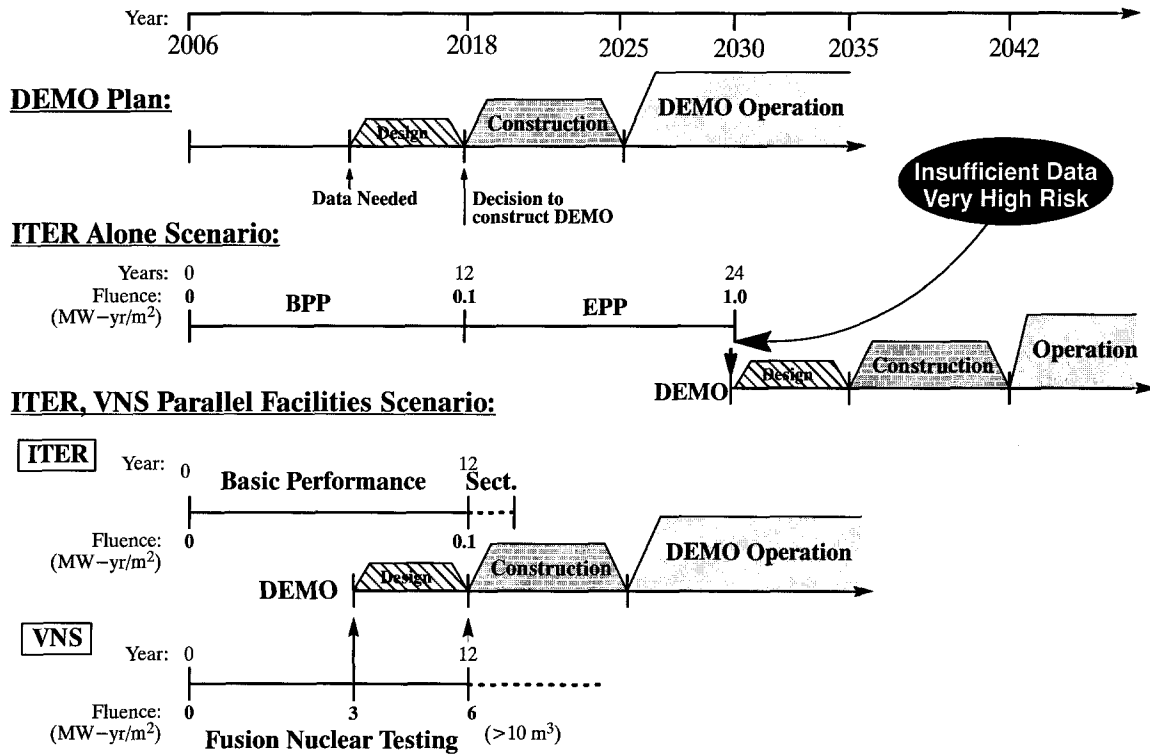 Year:
2006 2018 2025 2030 2035 2042
DEMO Plan:
Design Construction DEMO Operation
Data Needed
Decision to
construct DEMO
Insufficient Data
Very High Risk
ITER Alone Scenario:
Years: 0 12 24
Fluence: 0 0.1 1.0
(MW–yr/m²)
BPP EPP
DEMO Design Construction Operation
ITER, VNS Parallel Facilities Scenario:
ITER
Year: 0 12
Basic Performance Sect.
Fluence: 0 0.1
(MW–yr/m²)
DEMO Design Construction DEMO Operation
VNS
Year: 0 12
Fluence: 0 3 6 (>10 m³)
(MW–yr/m²)
Fusion Nuclear Testing